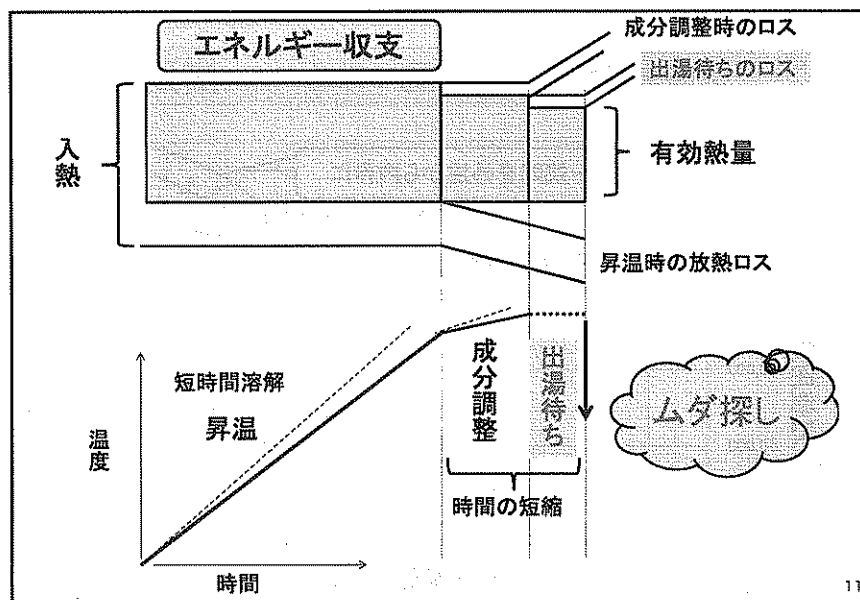 エネルギー収支
成分調整時のロス
出湯待ちのロス
入熱
有効熱量
昇温時の放熱ロス
短時間溶解
昇温
温度
成分調整
出湯待ち
ムダ探し
時間の短縮
時間
11